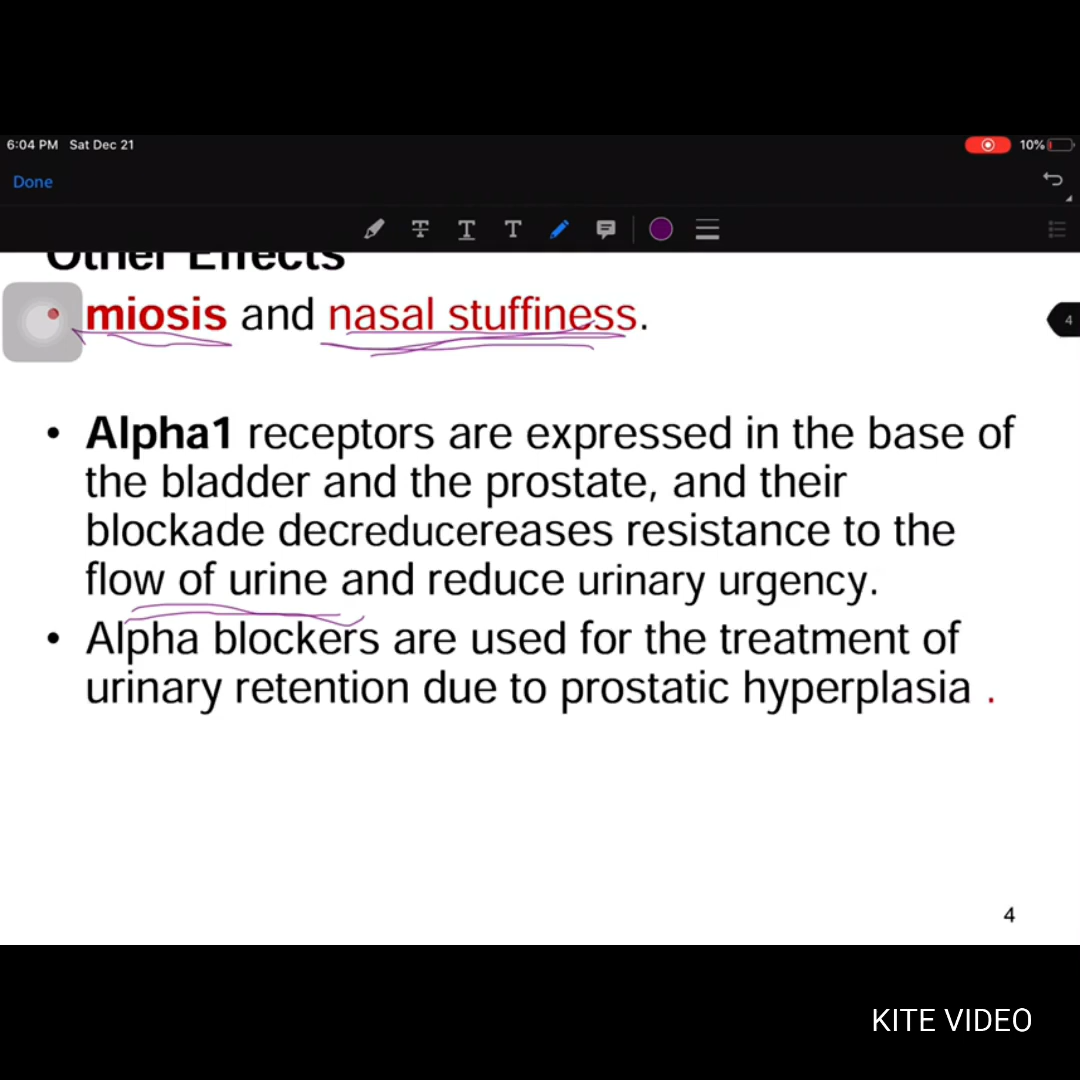 6:04 PM Sat Dec 21
10%
Done
Other Effects
miosis and nasal stuffiness.
4
• Alpha1 receptors are expressed in the base of
the bladder and the prostate, and their
blockade decreducereases resistance to the
flow of urine and reduce urinary urgency.
• Alpha blockers are used for the treatment of
urinary retention due to prostatic hyperplasia .
4
KITE VIDEO